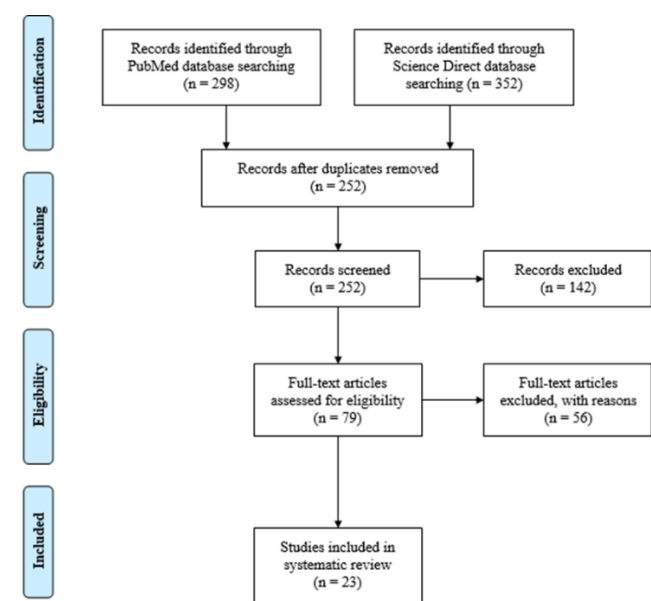 Identification
Records identified through
PubMed database searching
(n = 298)
Records identified through
Science Direct database
searching (n = 352)
Records after duplicates removed
(n = 252)
Screening
Records screened
(n = 252)
Records excluded
(n = 142)
Eligibility
Full-text articles
assessed for eligibility
(n = 79)
Full-text articles
excluded, with reasons
(n = 56)
Included
Studies included in
systematic review
(n = 23)